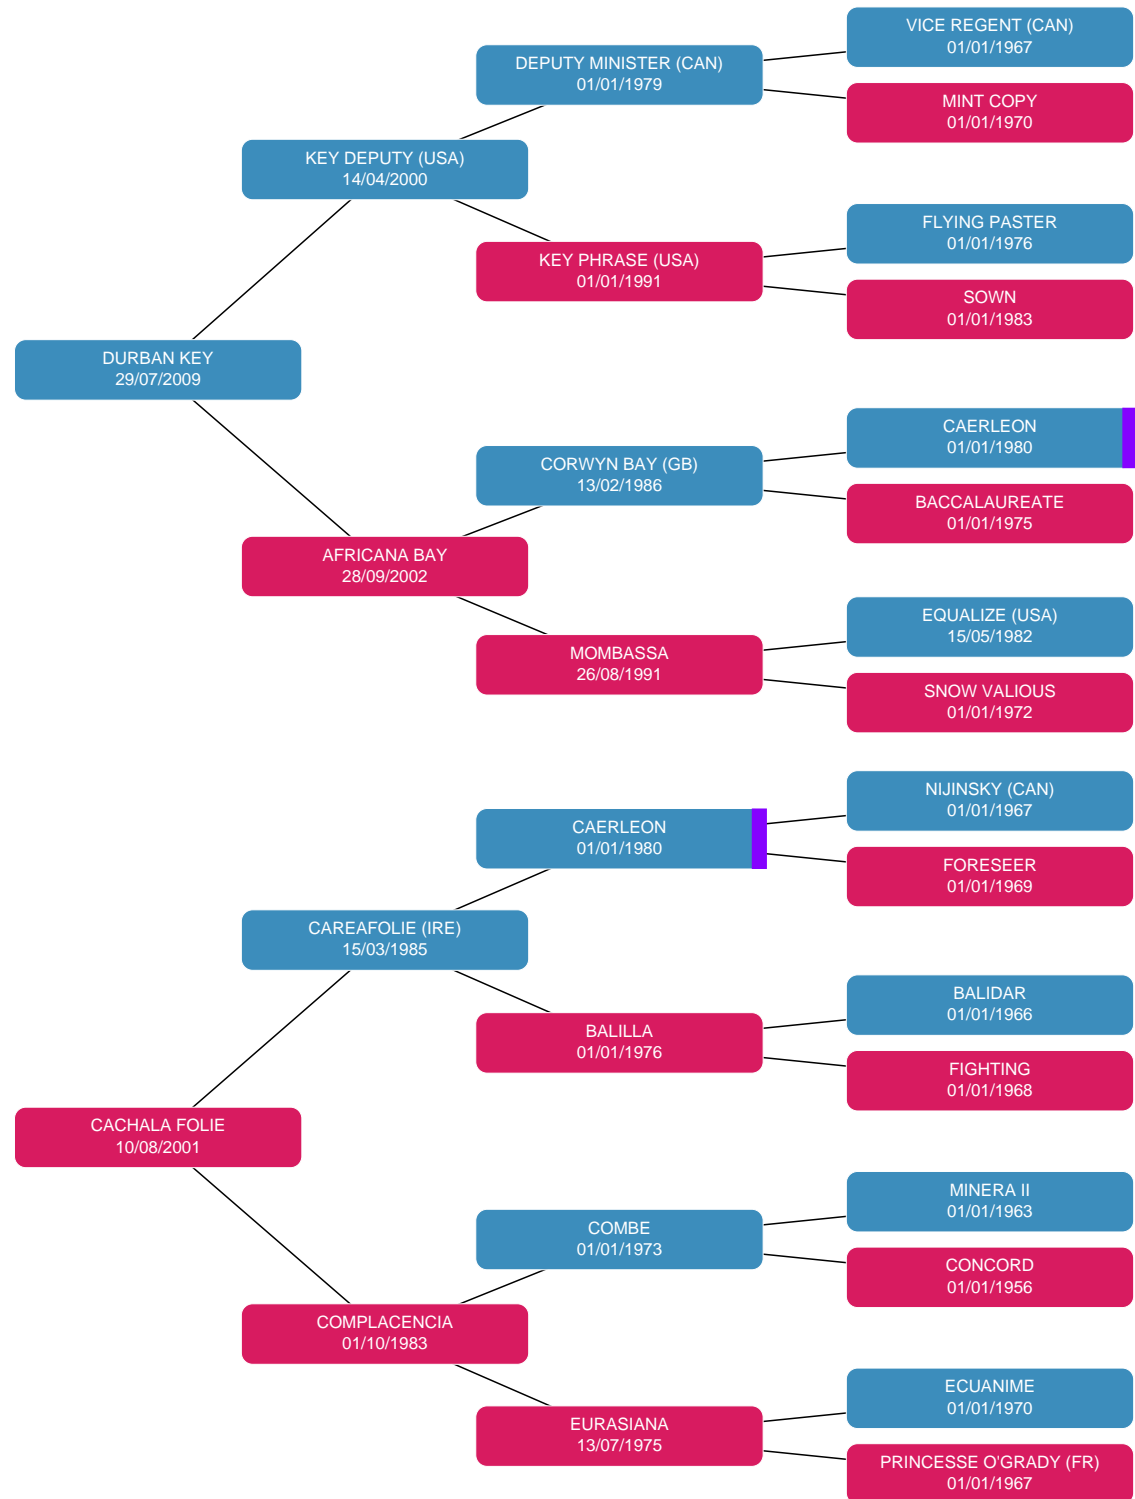 VICE REGENT (CAN)
01/01/1967
DEPUTY MINISTER (CAN)
01/01/1979
MINT COPY
01/01/1970
KEY DEPUTY (USA)
14/04/2000
FLYING PASTER
01/01/1976
KEY PHRASE (USA)
01/01/1991
SOWN
01/01/1983
DURBAN KEY
29/07/2009
CAERLEON
01/01/1980
CORWYN BAY (GB)
13/02/1986
BACCALAUREATE
01/01/1975
AFRICANA BAY
28/09/2002
EQUALIZE (USA)
15/05/1982
MOMBASSA
26/08/1991
SNOW VALIOUS
01/01/1972
NIJINSKY (CAN)
01/01/1967
CAERLEON
01/01/1980
FORESEER
01/01/1969
CAREAFOLIE (IRE)
15/03/1985
BALIDAR
01/01/1966
BALILLA
01/01/1976
FIGHTING
01/01/1968
CACHALA FOLIE
10/08/2001
MINERA II
01/01/1963
COMBE
01/01/1973
CONCORD
01/01/1956
COMPLACENCIA
01/10/1983
ECUANIME
01/01/1970
EURASIANA
13/07/1975
PRINCESSE O'GRADY (FR)
01/01/1967